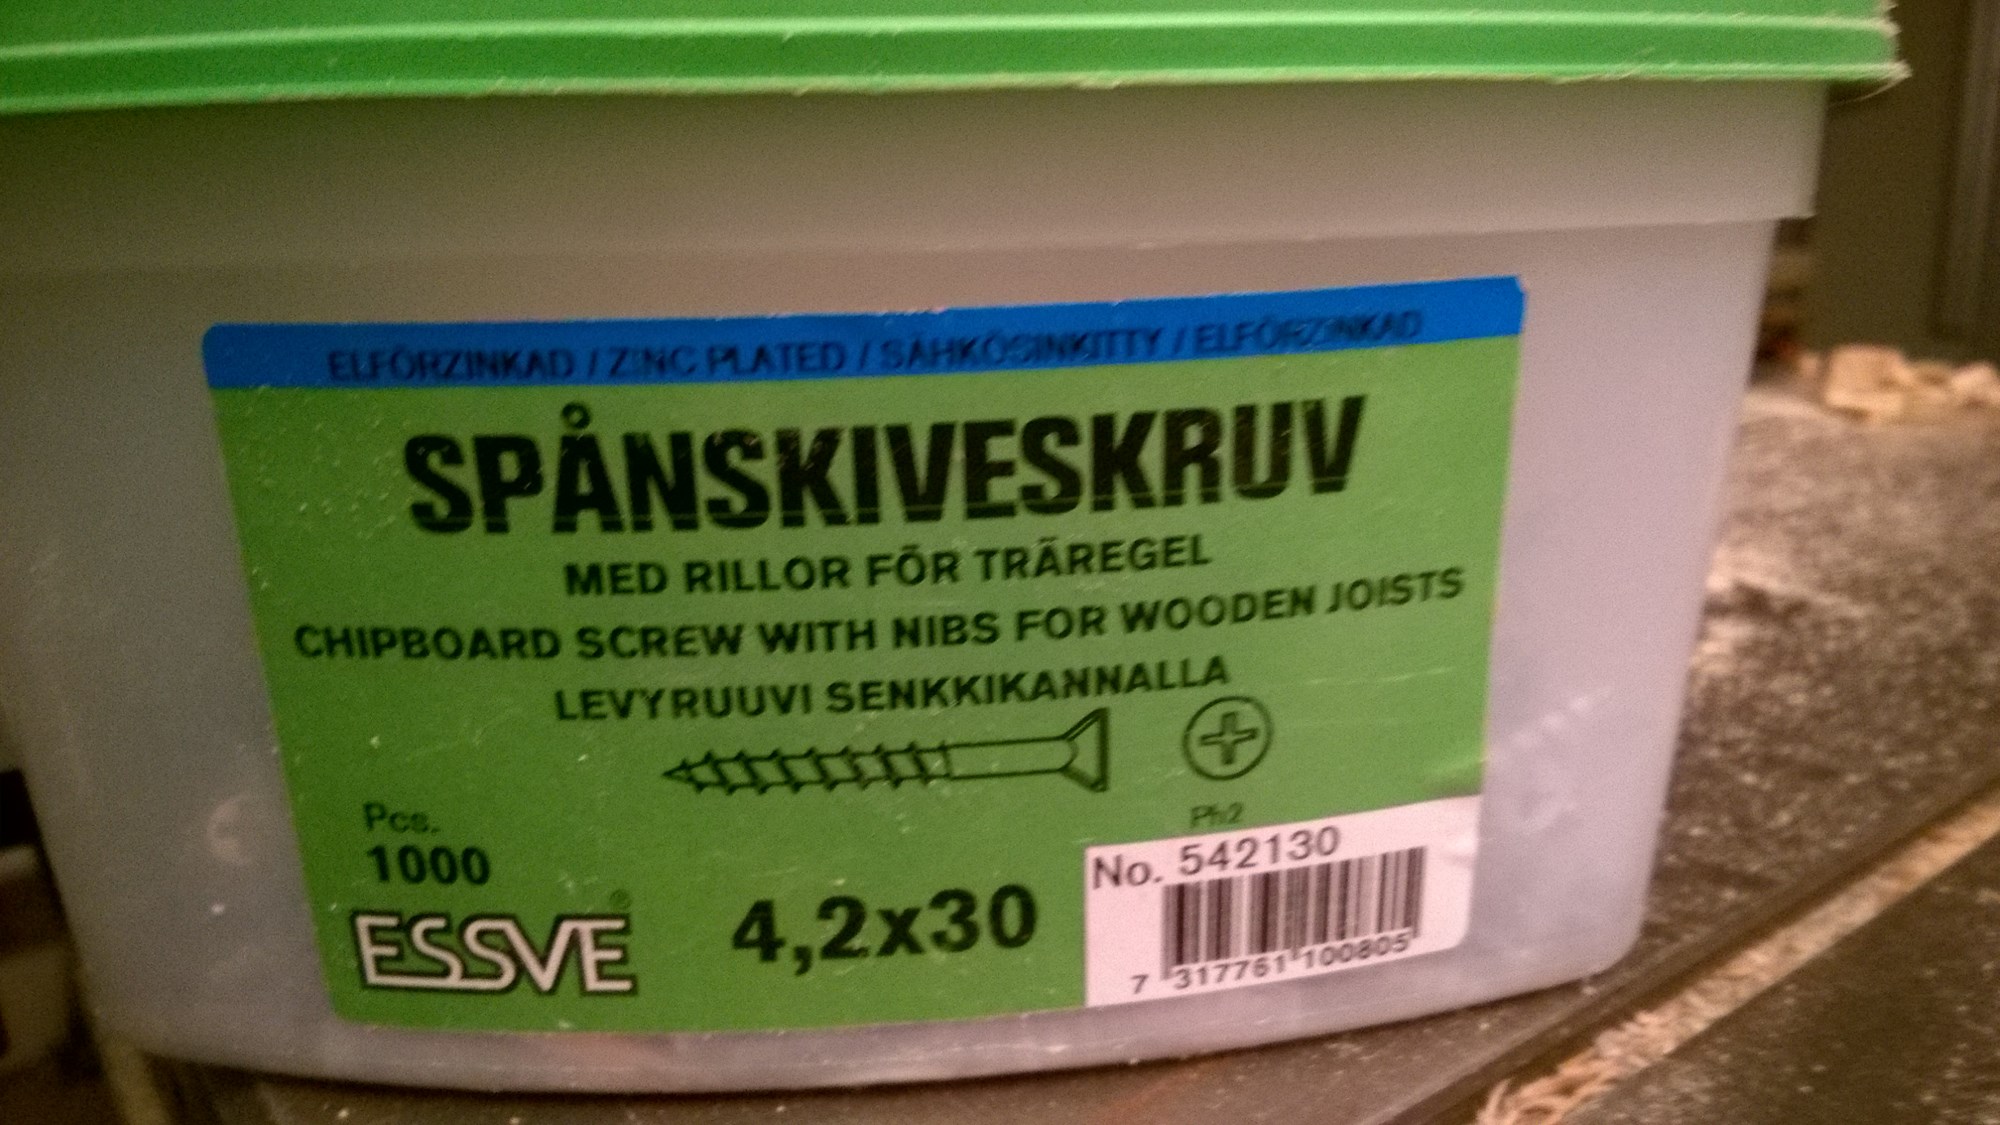 ELFÖRZINKAD / ZINC PLATED / SÄHKÖSINKITTY / ELFÖRZINKAD
SPÅNSKIVESKRUV
MED RILLOR FÖR TRÄREGEL
CHIPBOARD SCREW WITH NIBS FOR WOODEN JOISTS
LEVYRUUVI SENKKIKANNALLA
Ph2
Pcs.
1000
ESSVE®
4,2x30
No. 542130
7 317761 100805